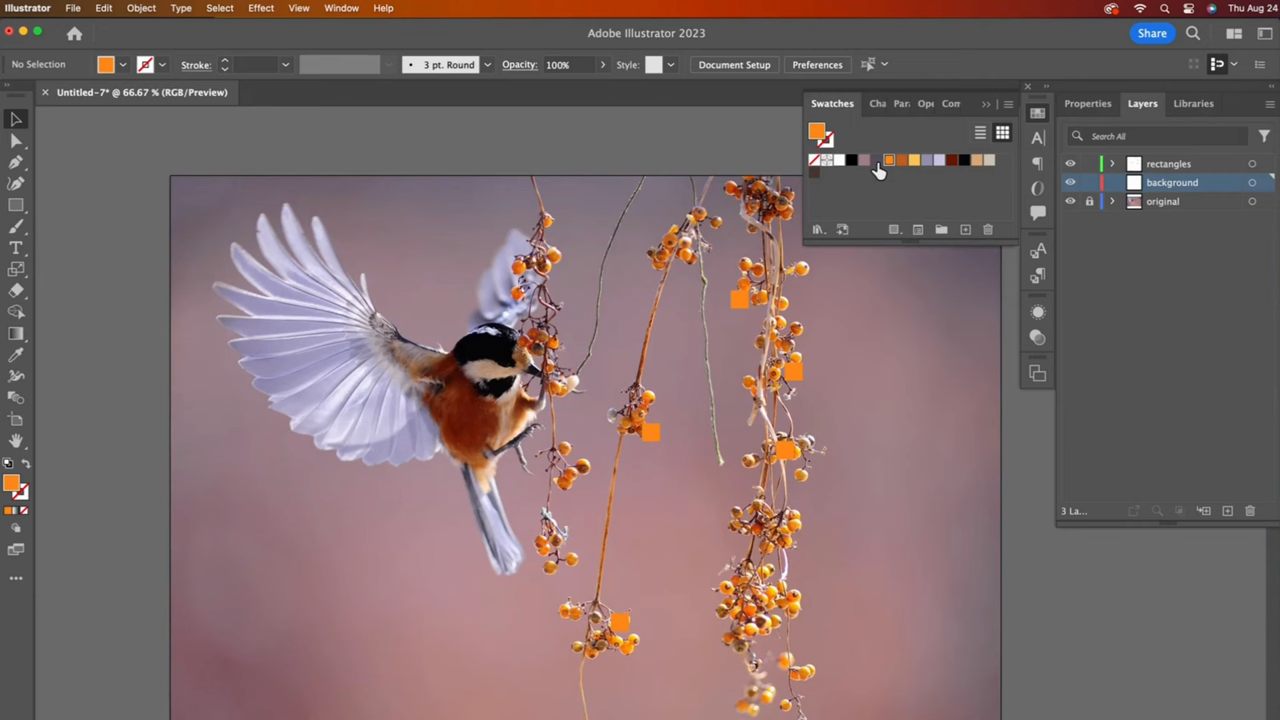 Illustrator File Edit Object Type Select Effect View Window Help Thu Aug 24
Adobe Illustrator 2023 Share
No Selection Stroke: 3 pt. Round Opacity: 100% Style: Document Setup Preferences
Untitled-7* @ 66.67 % (RGB/Preview)
Swatches Cha Par Ope Com
Properties Layers Libraries
Search All
rectangles
background
original
3 La...